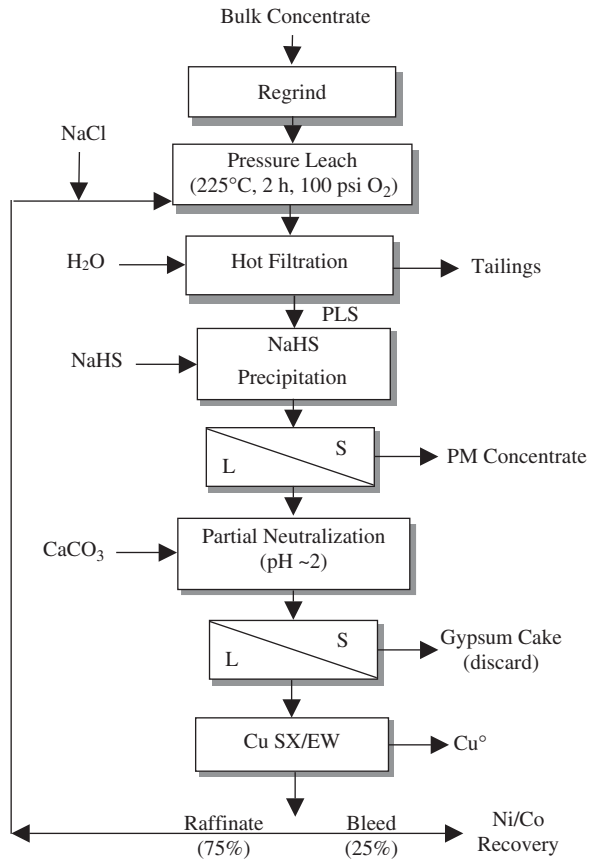 Bulk Concentrate
Regrind
NaCl
Pressure Leach
(225°C, 2 h, 100 psi O₂)
H₂O
Hot Filtration
Tailings
PLS
NaHS
NaHS
Precipitation
S
L
PM Concentrate
CaCO₃
Partial Neutralization
(pH ~2)
S
L
Gypsum Cake
(discard)
Cu SX/EW
Cu°
Raffinate
(75%)
Bleed
(25%)
Ni/Co
Recovery